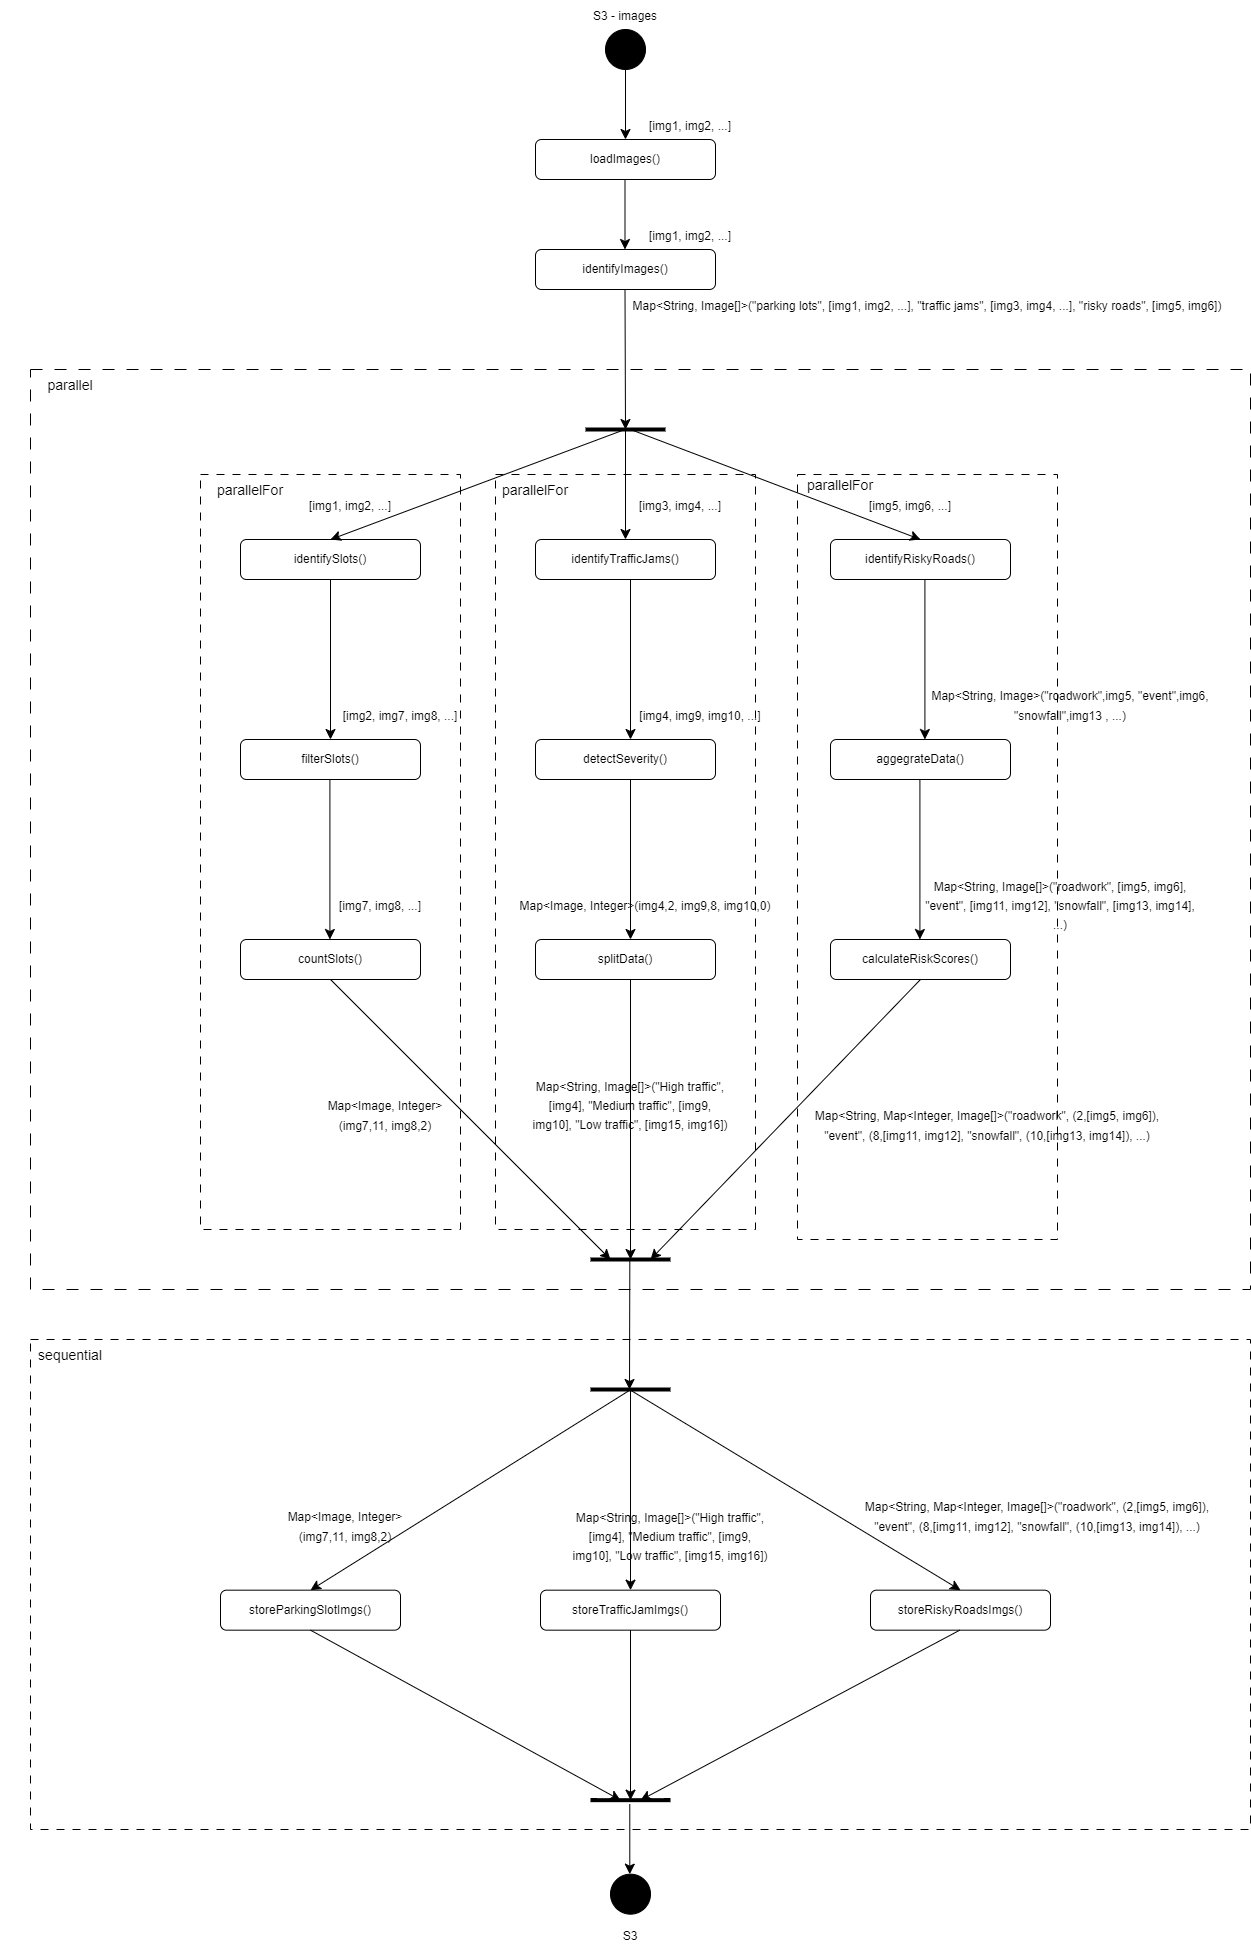 S3 - images
[img1, img2, ...]
loadImages()
[img1, img2, ...]
identifyImages()
Map<String, Image[]>("parking lots", [img1, img2, ...], "traffic jams", [img3, img4, ...], "risky roads", [img5, img6])
parallel
parallelFor
parallelFor
parallelFor
[img1, img2, ...]
[img3, img4, ...]
[img5, img6, ...]
identifySlots()
identifyTrafficJams()
identifyRiskyRoads()
Map<String, Image>("roadwork",img5, "event",img6,
"snowfall",img13 , ...)
[img2, img7, img8, ...]
[img4, img9, img10, ...]
filterSlots()
detectSeverity()
aggegrateData()
Map<String, Image[]>("roadwork", [img5, img6],
"event", [img11, img12], "snowfall", [img13, img14],
...)
[img7, img8, ...]
Map<Image, Integer>(img4,2, img9,8, img10,0)
countSlots()
splitData()
calculateRiskScores()
Map<Image, Integer>
(img7,11, img8,2)
Map<String, Image[]>("High traffic",
[img4], "Medium traffic", [img9,
img10], "Low traffic", [img15, img16])
Map<String, Map<Integer, Image[]>("roadwork", (2,[img5, img6]),
"event", (8,[img11, img12], "snowfall", (10,[img13, img14]), ...)
sequential
Map<Image, Integer>
(img7,11, img8,2)
Map<String, Image[]>("High traffic",
[img4], "Medium traffic", [img9,
img10], "Low traffic", [img15, img16])
Map<String, Map<Integer, Image[]>("roadwork", (2,[img5, img6]),
"event", (8,[img11, img12], "snowfall", (10,[img13, img14]), ...)
storeParkingSlotImgs()
storeTrafficJamImgs()
storeRiskyRoadsImgs()
S3